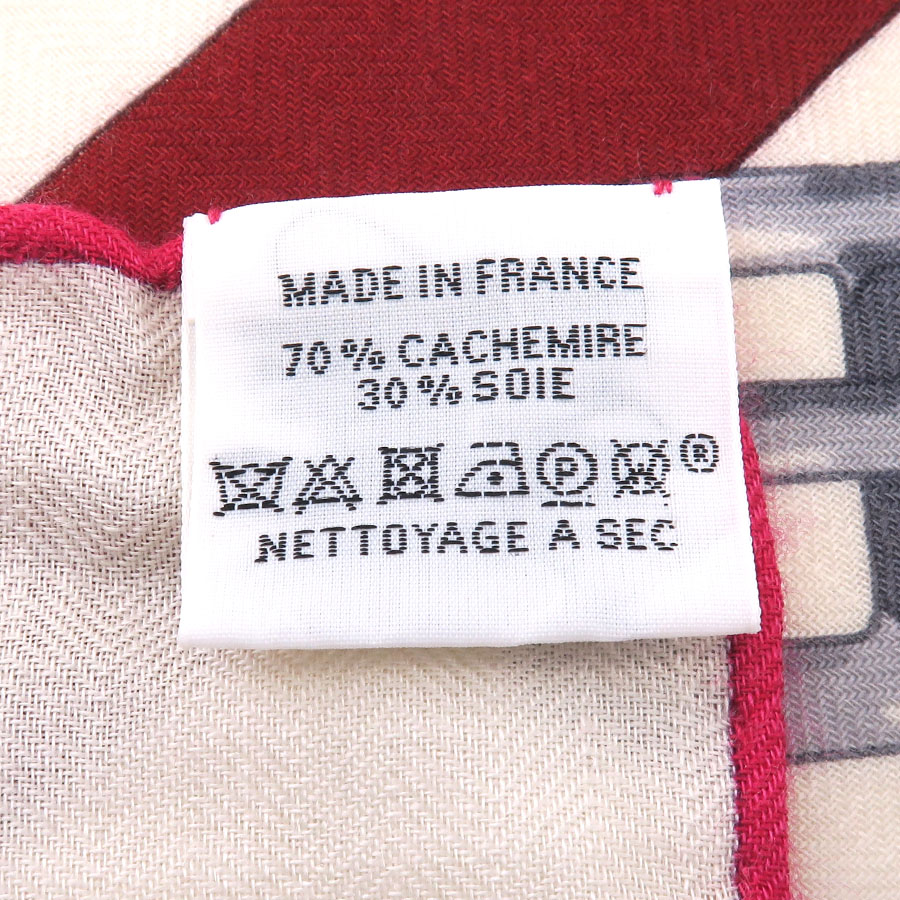 MADE IN FRANCE
70% CACHEMIRE
30% SOIE
P ®
NETTOYAGE A SEC